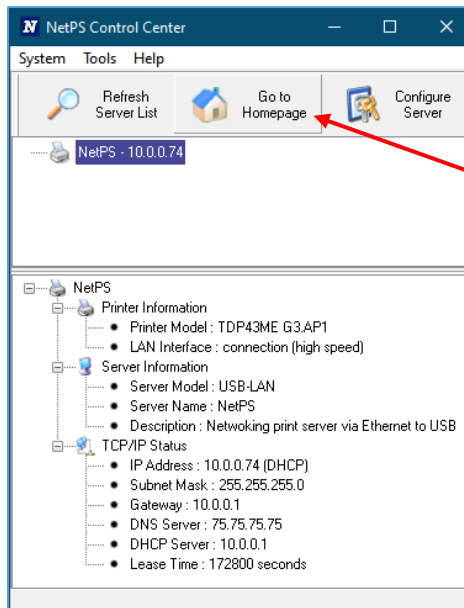 N NetPS Control Center
System Tools Help
Refresh
Server List
Go to
Homepage
Configure
Server
NetPS - 10.0.0.74
NetPS
Printer Information
Printer Model : TDP43ME G3.AP1
LAN Interface : connection (high speed)
Server Information
Server Model : USB-LAN
Server Name : NetPS
Description : Netwoking print server via Ethernet to USB
TCP/IP Status
IP Address : 10.0.0.74 (DHCP)
Subnet Mask : 255.255.255.0
Gateway : 10.0.0.1
DNS Server : 75.75.75.75
DHCP Server : 10.0.0.1
Lease Time : 172800 seconds